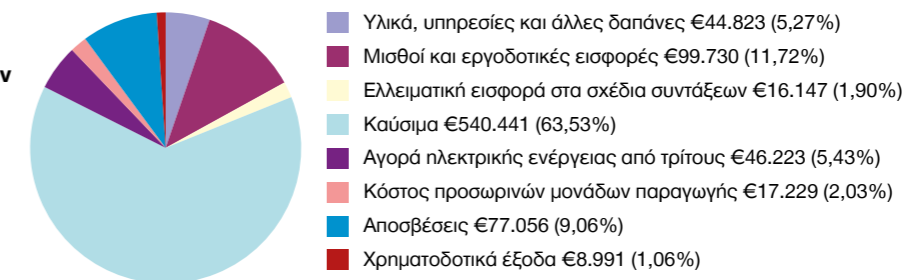 Υλικά, υπηρεσίες και άλλες δαπάνες €44.823 (5,27%)
Μισθοί και εργοδοτικές εισφορές €99.730 (11,72%)
ν
Ελλειματική εισφορά στα σχέδια συντάξεων €16.147 (1,90%)
Καύσιμα €540.441 (63,53%)
Αγορά ηλεκτρικής ενέργειας από τρίτους €46.223 (5,43%)
Κόστος προσωρινών μονάδων παραγωγής €17.229 (2,03%)
Αποσβέσεις €77.056 (9,06%)
Χρηματοδοτικά έξοδα €8.991 (1,06%)